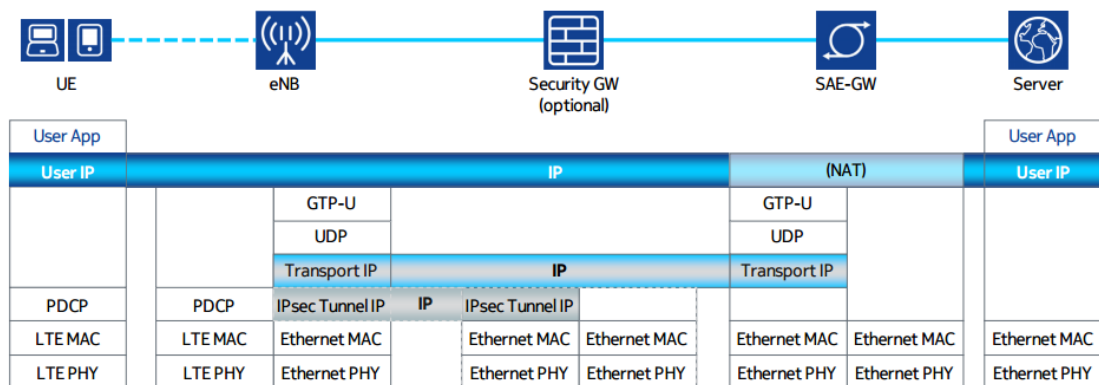 UE
eNB
Security GW
(optional)
SAE-GW
Server
User App
User App
User IP
IP
(NAT)
User IP
GTP-U
GTP-U
UDP
UDP
Transport IP
IP
Transport IP
PDCP
PDCP
IPsec Tunnel IP
IP
IPsec Tunnel IP
LTE MAC
LTE MAC
Ethernet MAC
Ethernet MAC
Ethernet MAC
Ethernet MAC
Ethernet MAC
Ethernet MAC
LTE PHY
LTE PHY
Ethernet PHY
Ethernet PHY
Ethernet PHY
Ethernet PHY
Ethernet PHY
Ethernet PHY